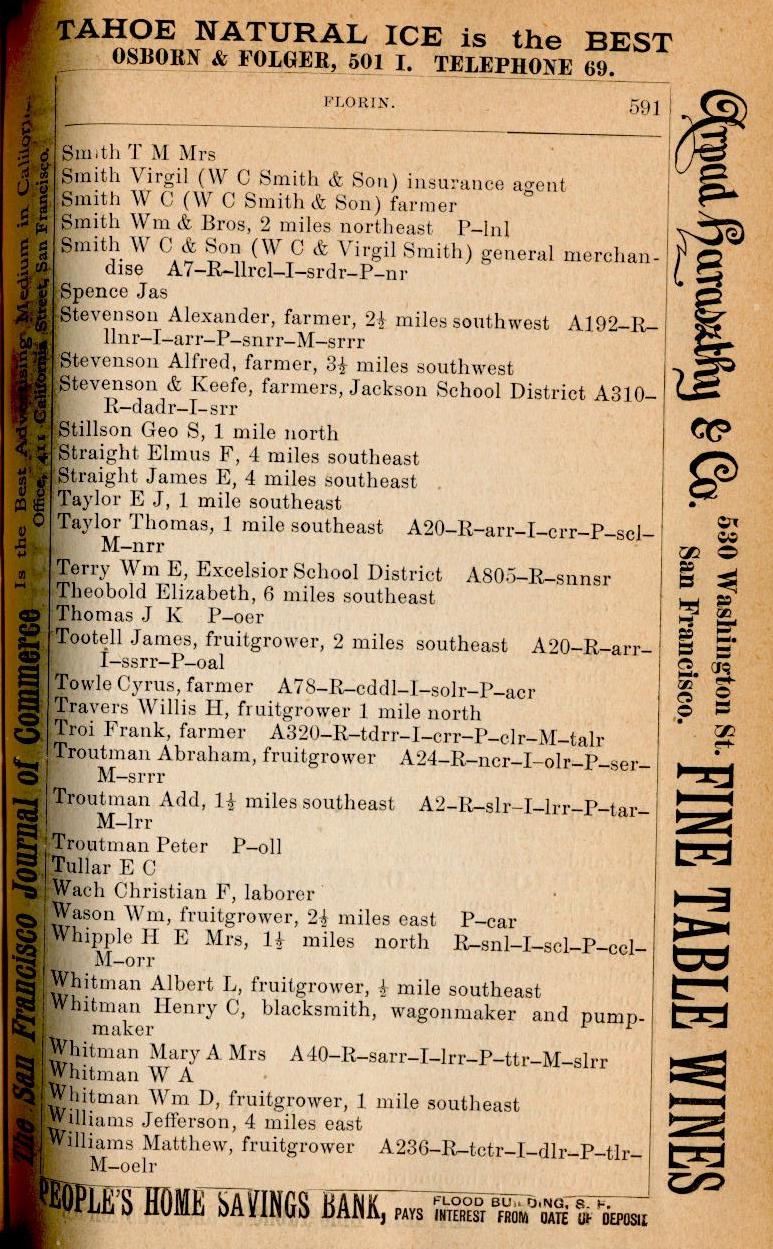 TAHOE NATURAL ICE is the BEST
OSBORN & FOLGER, 501 I. TELEPHONE 69.
FLORIN. 591
Smith T M Mrs
Smith Virgil (W C Smith & Son) insurance agent
Smith W C (W C Smith & Son) farmer
Smith Wm & Bros, 2 miles northeast P–lnl
Smith W C & Son (W C & Virgil Smith) general merchan-
dise A7–R–llrcl–I–srdr–P–nr
Spence Jas
Stevenson Alexander, farmer, 2½ miles southwest A192–R–
llnr–I–arr–P–snrr–M–srrr
Stevenson Alfred, farmer, 3½ miles southwest
Stevenson & Keefe, farmers, Jackson School District A310–
R–dadr–I–srr
Stillson Geo S, 1 mile north
Straight Elmus F, 4 miles southeast
Straight James E, 4 miles southeast
Taylor E J, 1 mile southeast
Taylor Thomas, 1 mile southeast A20–R–arr–I–crr–P–scl–
M–nrr
Terry Wm E, Excelsior School District A805–R–snnsr
Theobold Elizabeth, 6 miles southeast
Thomas J K P–oer
Tootell James, fruitgrower, 2 miles southeast A20–R–arr–
I–ssrr–P–oal
Towle Cyrus, farmer A78–R–cddl–I–solr–P–acr
Travers Willis H, fruitgrower 1 mile north
Troi Frank, farmer A320–R–tdrr–I–crr–P–clr–M–talr
Troutman Abraham, fruitgrower A24–R–ncr–I–olr–P–ser–
M–srrr
Troutman Add, 1½ miles southeast A2–R–slr–I–lrr–P–tar–
M–lrr
Troutman Peter P–oll
Tullar E C
Wach Christian F, laborer
Wason Wm, fruitgrower, 2½ miles east P–car
Whipple H E Mrs, 1½ miles north R–snl–I–scl–P–ccl–
M–orr
Whitman Albert L, fruitgrower, ½ mile southeast
Whitman Henry C, blacksmith, wagonmaker and pump-
maker
Whitman Mary A Mrs A40–R–sarr–I–lrr–P–ttr–M–slrr
Whitman W A
Whitman Wm D, fruitgrower, 1 mile southeast
Williams Jefferson, 4 miles east
Williams Matthew, fruitgrower A236–R–tctr–I–dlr–P–tlr–
M–oelr
PEOPLE'S HOME SAVINGS BANK, PAYS
FLOOD BUILDING, S. F.
INTEREST FROM DATE OF DEPOSIT
The San Francisco Journal of Commerce Is the Best Advertising Medium in
Office, 411 California Street, San Francisco.
Arpad Haraszthy & Co. 530 Washington St. San Francisco. FINE TABLE WINES